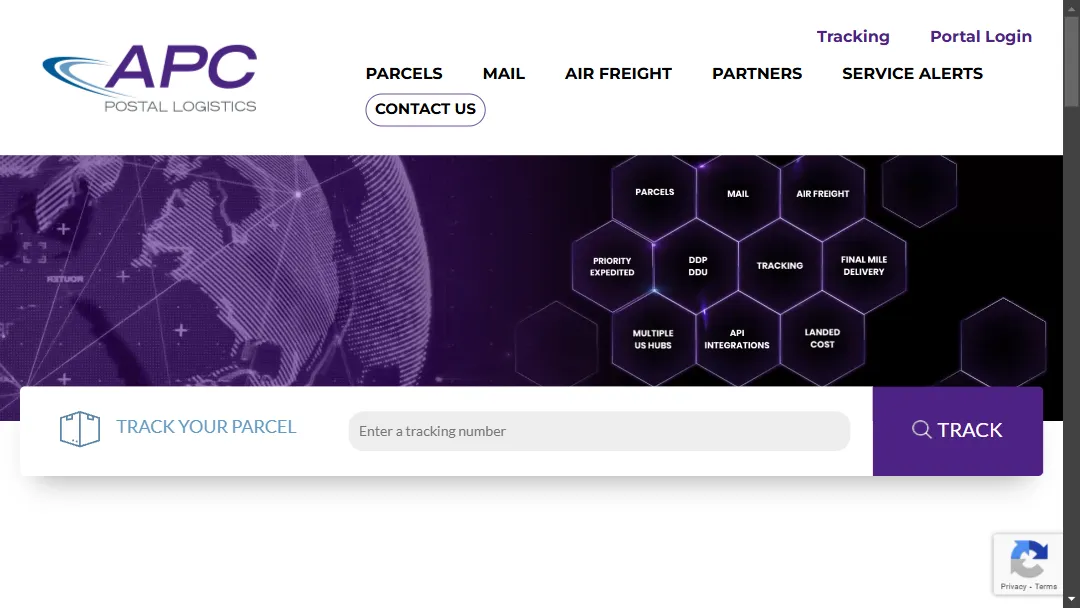 Tracking
Portal Login
APC
POSTAL LOGISTICS
PARCELS
MAIL
AIR FREIGHT
PARTNERS
SERVICE ALERTS
CONTACT US
PARCELS
MAIL
AIR FREIGHT
PRIORITY
EXPEDITED
DDP
DDU
TRACKING
FINAL MILE
DELIVERY
MULTIPLE
US HUBS
API
INTEGRATIONS
LANDED
COST
TRACK YOUR PARCEL
Enter a tracking number
TRACK
Privacy - Terms